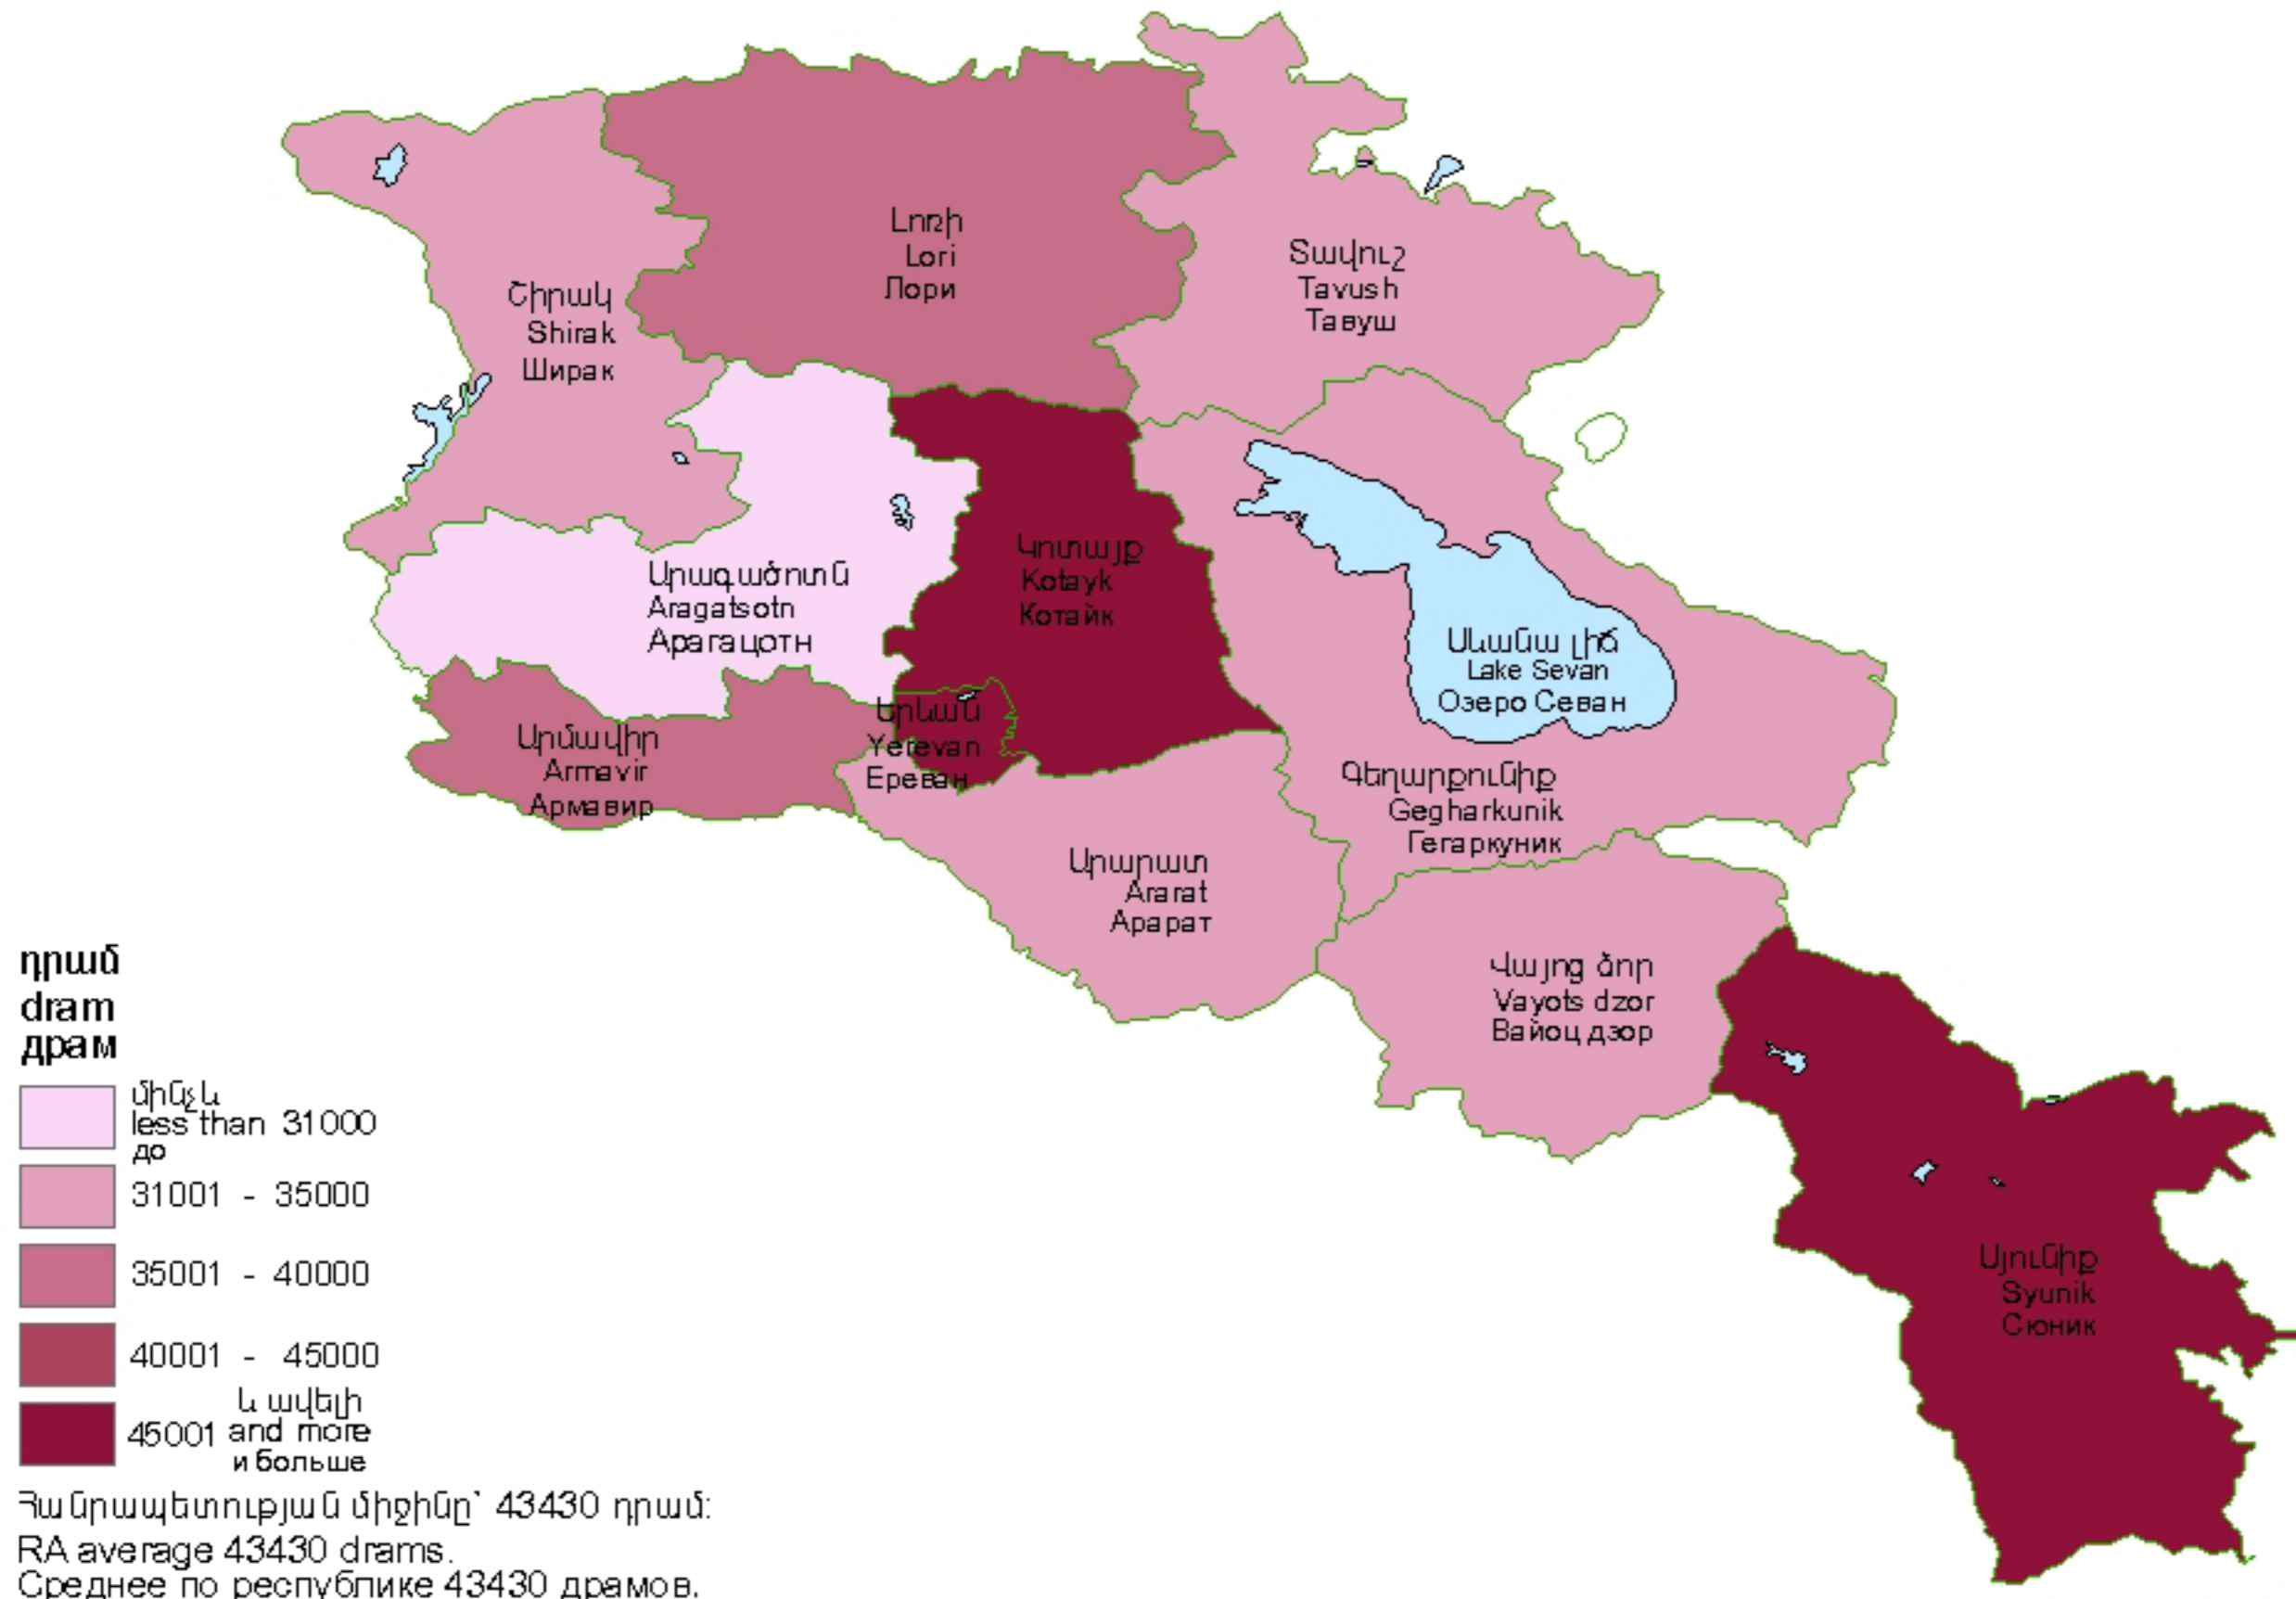 Լոռի
Lori
Лори
Տավուշ
Tavush
Тавуш
Շիրակ
Shirak
Ширак
Արագածոտն
Aragatsotn
Арагацотн
Կոտայք
Kotayk
Котайк
Սևանա լիճ
Lake Sevan
Озеро Севан
Երևան
Yerevan
Ереван
Արմավիր
Armavir
Армавир
Գեղարքունիք
Gegharkunik
Гегаркуник
Արարատ
Ararat
Арарат
Վայոց ձոր
Vayots dzor
Вайоц дзор
Սյունիք
Syunik
Сюник
դրամ
dram
драм
մինչև
less than 31000
до
31001 - 35000
35001 - 40000
40001 - 45000
և ավելի
45001 and more
и больше
Հանրապետության միջինը՝ 43430 դրամ:
RA average 43430 drams.
Среднее по республике 43430 драмов.